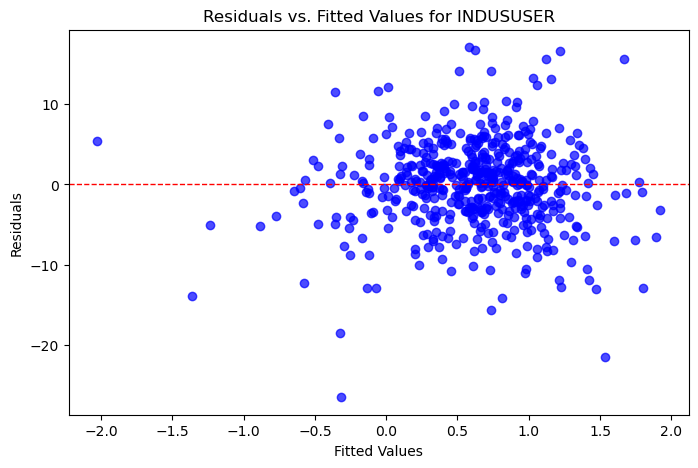 Residuals vs. Fitted Values for INDUSUSER
10
0
−10
−20
Residuals
−2.0 −1.5 −1.0 −0.5 0.0 0.5 1.0 1.5 2.0
Fitted Values